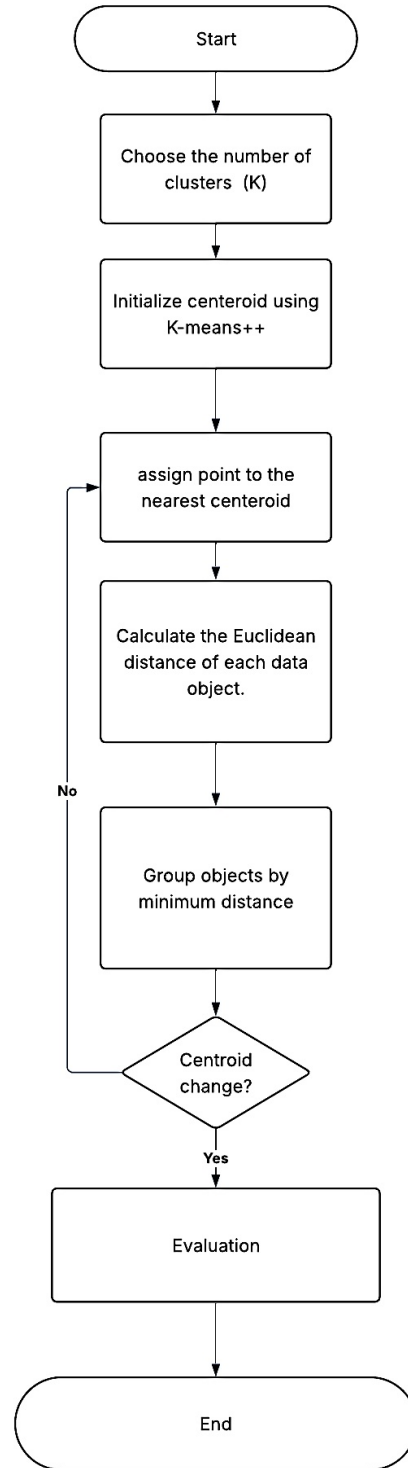 Start
Choose the number of
clusters (K)
Initialize centeroid using
K-means++
assign point to the
nearest centeroid
Calculate the Euclidean
distance of each data
object.
No
Group objects by
minimum distance
Centroid
change?
Yes
Evaluation
End